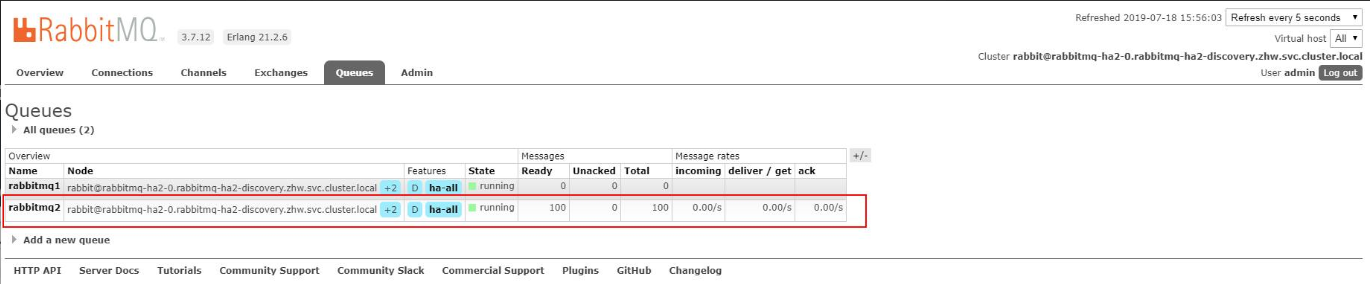 Refreshed 2019-07-18 15:56:03 Refresh every 5 seconds
RabbitMQ 3.7.12 Erlang 21.2.6
Virtual host All
Cluster rabbit@rabbitmq-ha2-0.rabbitmq-ha2-discovery.zhw.svc.cluster.local
User admin Log out
Overview Connections Channels Exchanges Queues Admin
Queues
All queues (2)
Overview Messages Message rates +/-
Name Node Features State Ready Unacked Total incoming deliver / get ack
rabbitmq1 rabbit@rabbitmq-ha2-0.rabbitmq-ha2-discovery.zhw.svc.cluster.local +2 D ha-all running 0 0 0
rabbitmq2 rabbit@rabbitmq-ha2-0.rabbitmq-ha2-discovery.zhw.svc.cluster.local +2 D ha-all running 100 0 100 0.00/s 0.00/s 0.00/s
Add a new queue
HTTP API Server Docs Tutorials Community Support Community Slack Commercial Support Plugins GitHub Changelog